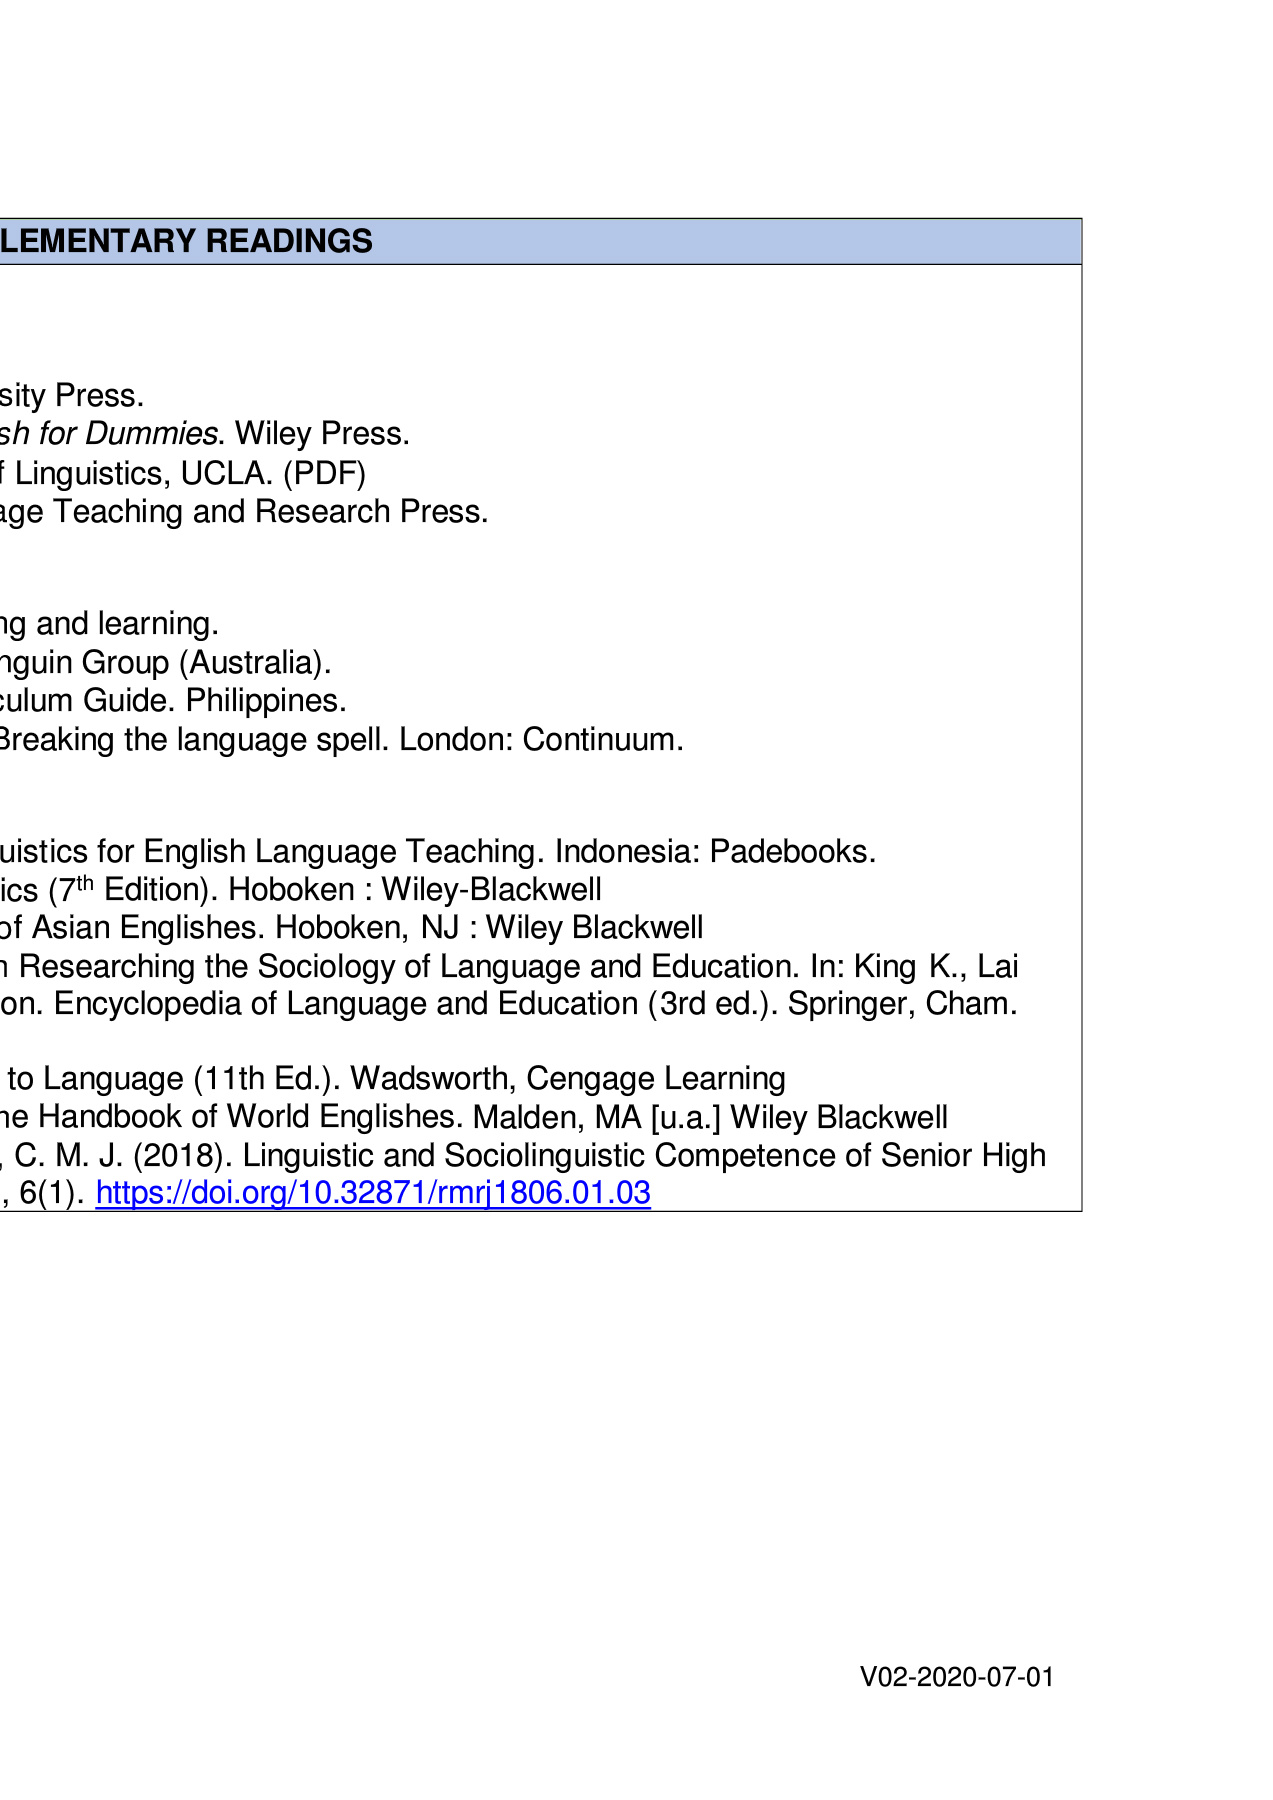 LEMENTARY READINGS
sity Press.
sh for Dummies. Wiley Press.
f Linguistics, UCLA. (PDF)
age Teaching and Research Press.
ng and learning.
nguin Group (Australia).
culum Guide. Philippines.
Breaking the language spell. London: Continuum.
uistics for English Language Teaching. Indonesia: Padebooks.
ics (7th Edition). Hoboken : Wiley-Blackwell
of Asian Englishes. Hoboken, NJ : Wiley Blackwell
n Researching the Sociology of Language and Education. In: King K., Lai
on. Encyclopedia of Language and Education (3rd ed.). Springer, Cham.
to Language (11th Ed.). Wadsworth, Cengage Learning
ne Handbook of World Englishes. Malden, MA [u.a.] Wiley Blackwell
, C. M. J. (2018). Linguistic and Sociolinguistic Competence of Senior High
, 6(1). https://doi.org/10.32871/rmrj1806.01.03
V02-2020-07-01